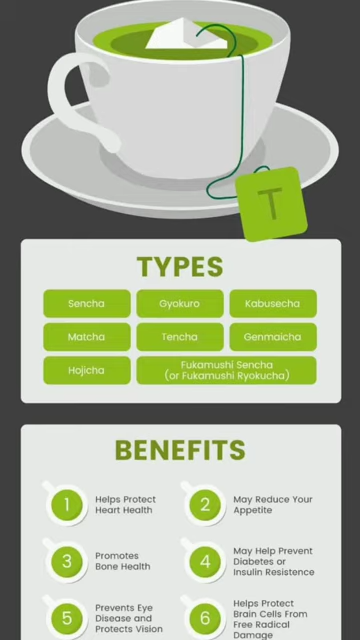 T
TYPES
Sencha
Gyokuro
Kabusecha
Matcha
Tencha
Genmaicha
Hojicha
Fukamushi Sencha
(or Fukamushi Ryokucha)
BENEFITS
1
Helps Protect
Heart Health
2
May Reduce Your
Appetite
3
Promotes
Bone Health
4
May Help Prevent
Diabetes or
Insulin Resistence
5
Prevents Eye
Disease and
Protects Vision
6
Helps Protect
Brain Cells From
Free Radical
Damage